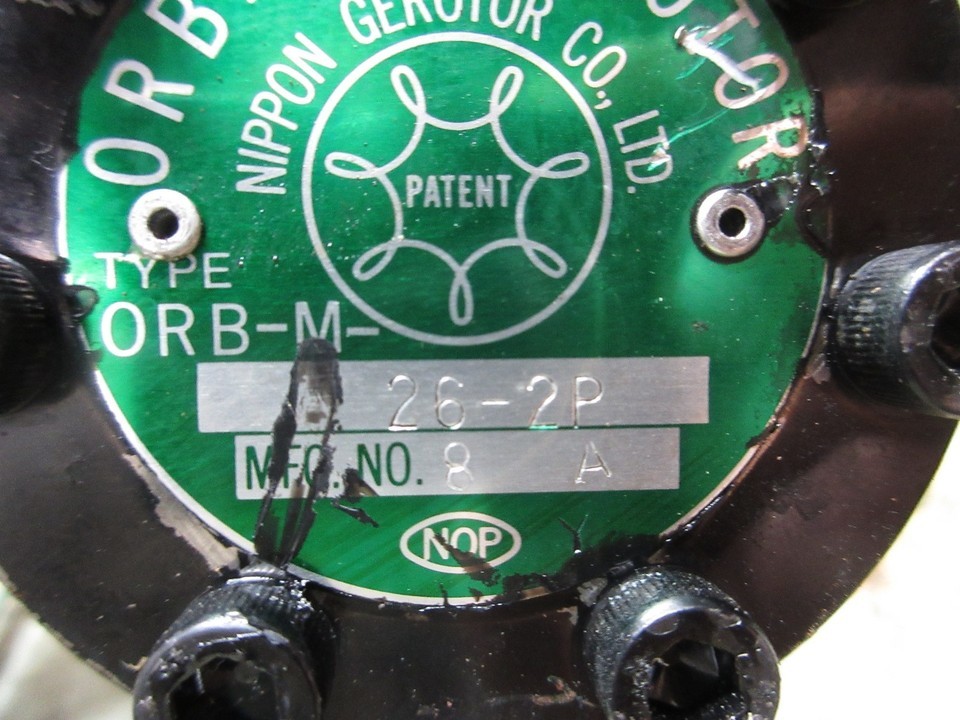 NIPPON GEROTOR CO., LTD.
PATENT
TYPE
ORB-M-
26-2P
MFG. NO. 8 A
NOP